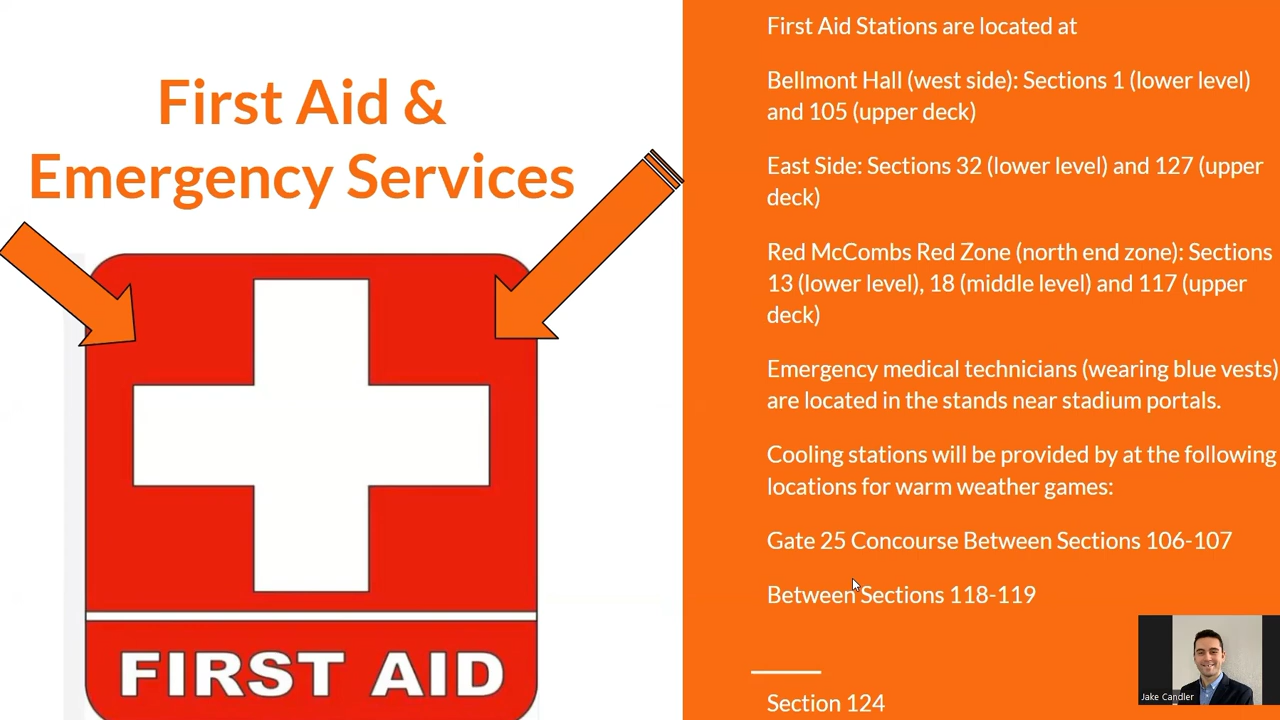 First Aid &
Emergency Services
FIRST AID
First Aid Stations are located at
Bellmont Hall (west side): Sections 1 (lower level)
and 105 (upper deck)
East Side: Sections 32 (lower level) and 127 (upper
deck)
Red McCombs Red Zone (north end zone): Sections
13 (lower level), 18 (middle level) and 117 (upper
deck)
Emergency medical technicians (wearing blue vests)
are located in the stands near stadium portals.
Cooling stations will be provided by at the following
locations for warm weather games:
Gate 25 Concourse Between Sections 106-107
Between Sections 118-119
Section 124
Jake Candler